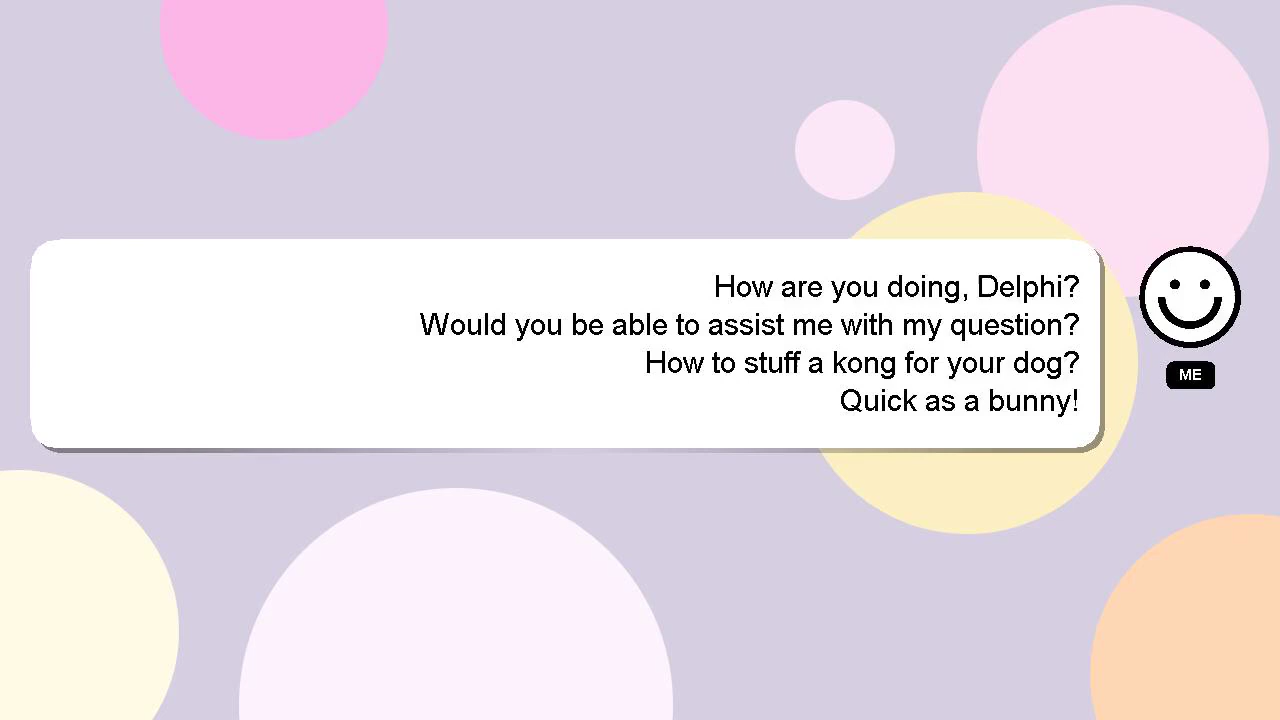 How are you doing, Delphi?
Would you be able to assist me with my question?
How to stuff a kong for your dog?
Quick as a bunny!
ME